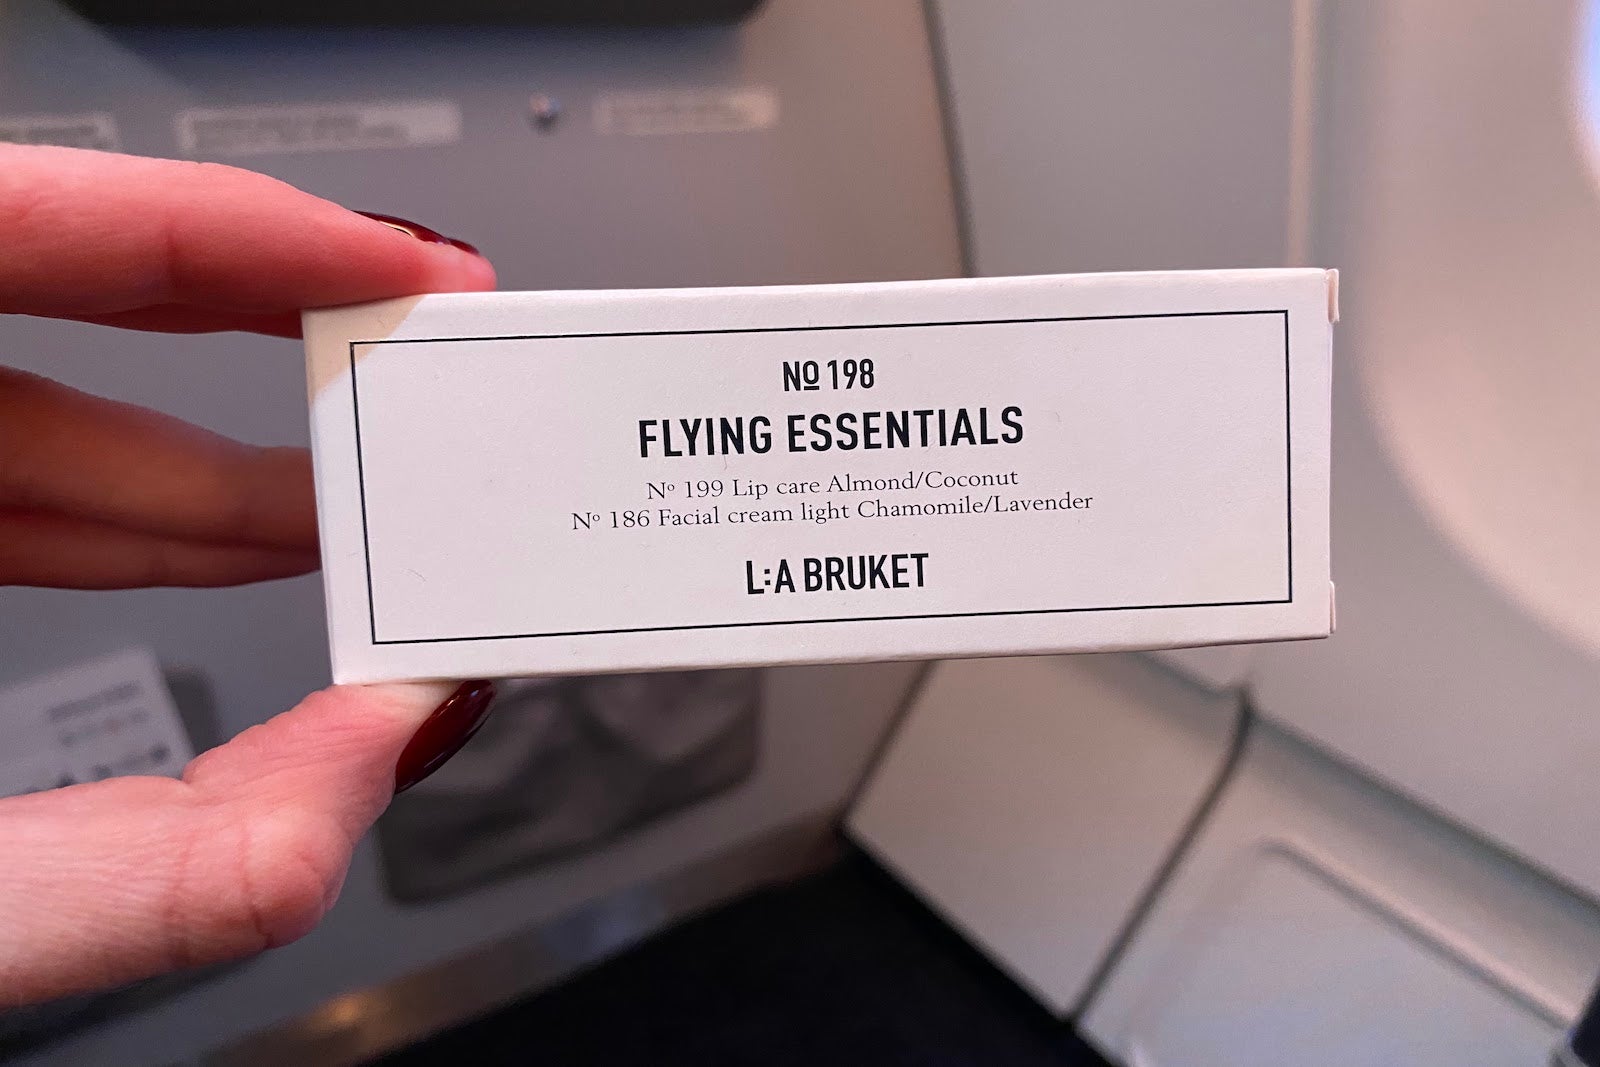 Nº 198
FLYING ESSENTIALS
Nº 199 Lip care Almond/Coconut
Nº 186 Facial cream light Chamomile/Lavender
L:A BRUKET